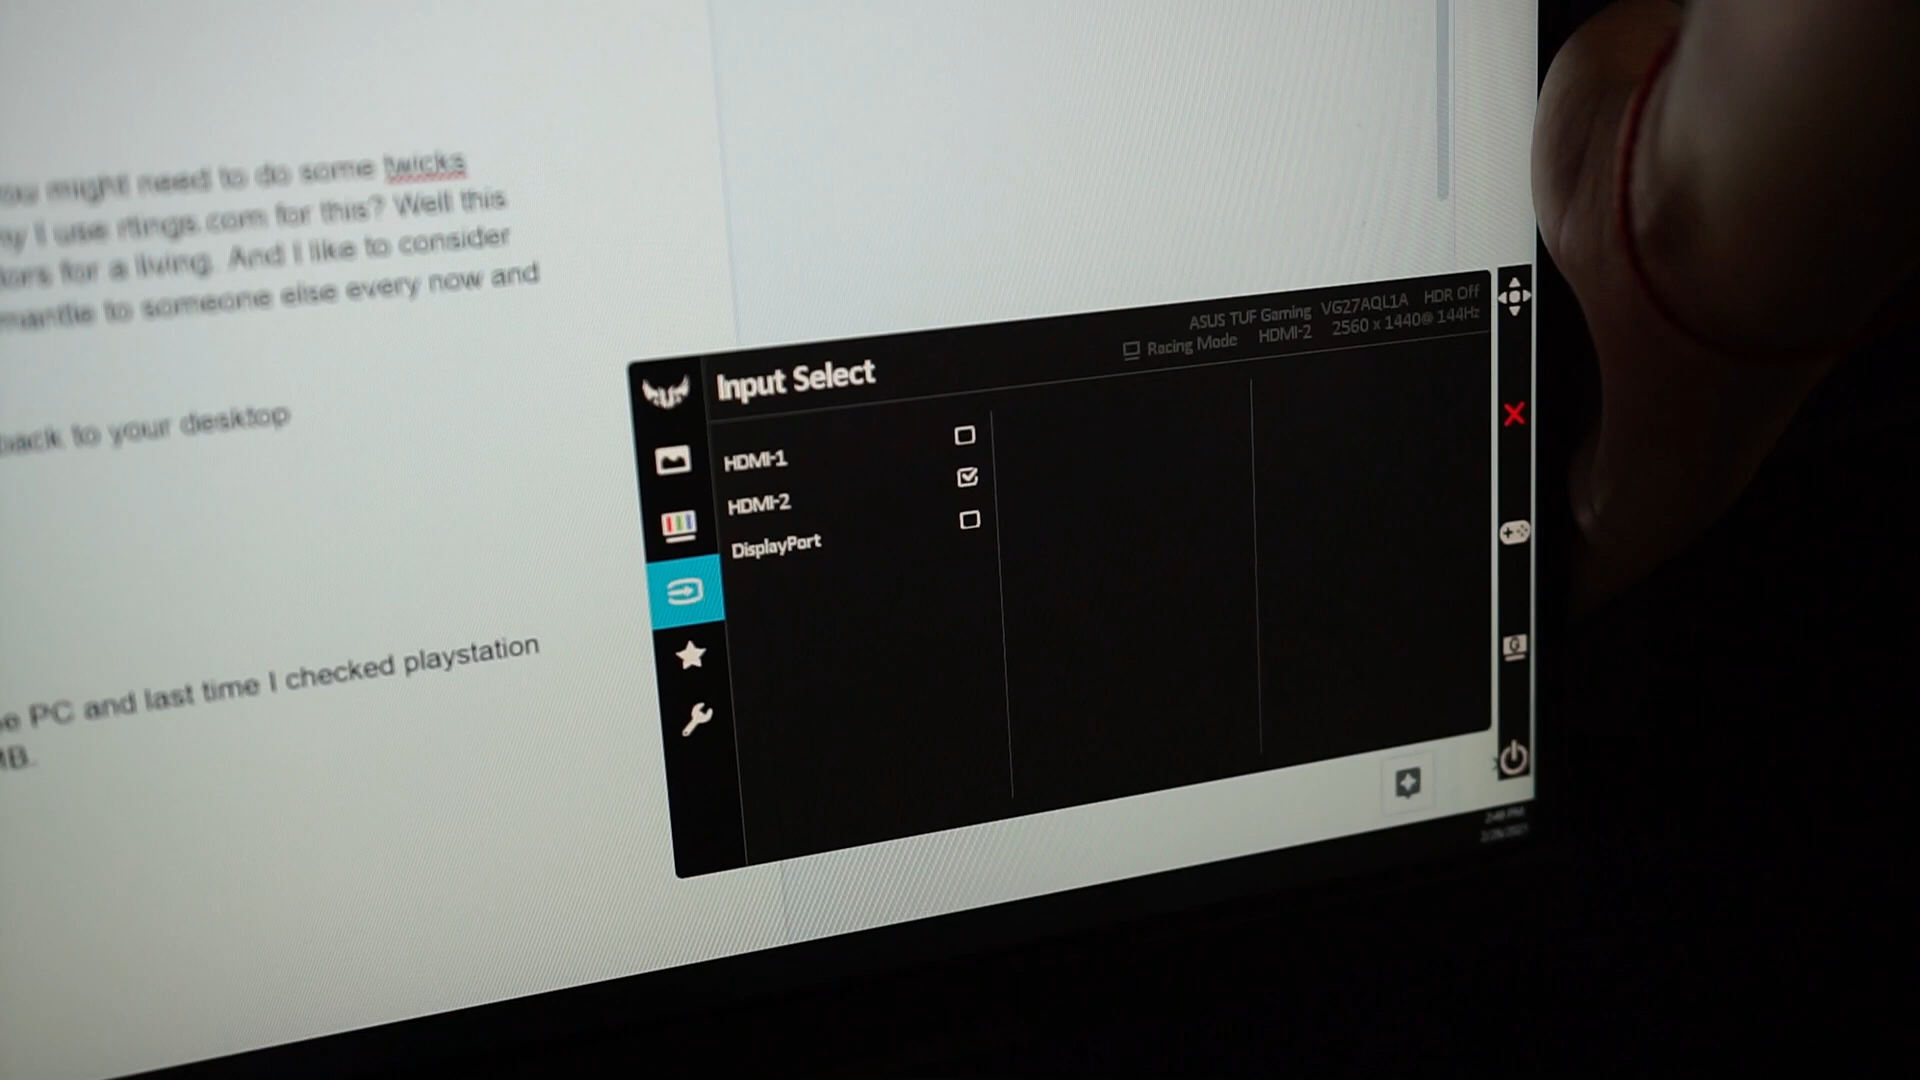 you might need to do some twicks
I use rtings.com for this? Well this
for a living. And I like to consider
mantle to someone else every now and
back to your desktop
PC and last time I checked playstation
Input Select
ASUS TUF Gaming VG27AQL1A HDR Off
Racing Mode HDMI-2 2560 x 1440@ 144Hz
HDMI-1
HDMI-2
DisplayPort